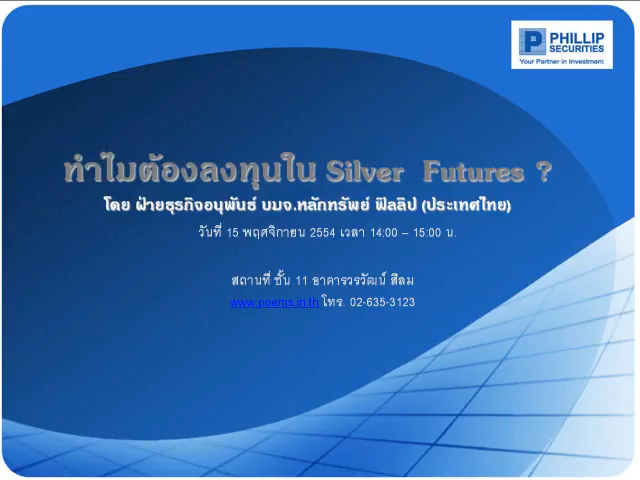 PHILLIP
SECURITIES
Your Partner in Investment
ทำไมต้องลงทุนใน Silver Futures ?
โดย ฝ่ายธุรกิจอนุพันธ์ บมจ.หลักทรัพย์ ฟิลลิป (ประเทศไทย)
วันที่ 15 พฤศจิกายน 2554 เวลา 14:00 – 15:00 น.
สถานที่ ชั้น 11 อาคารวรวัฒน์ สีลม
www.poems.in.th โทร. 02-635-3123